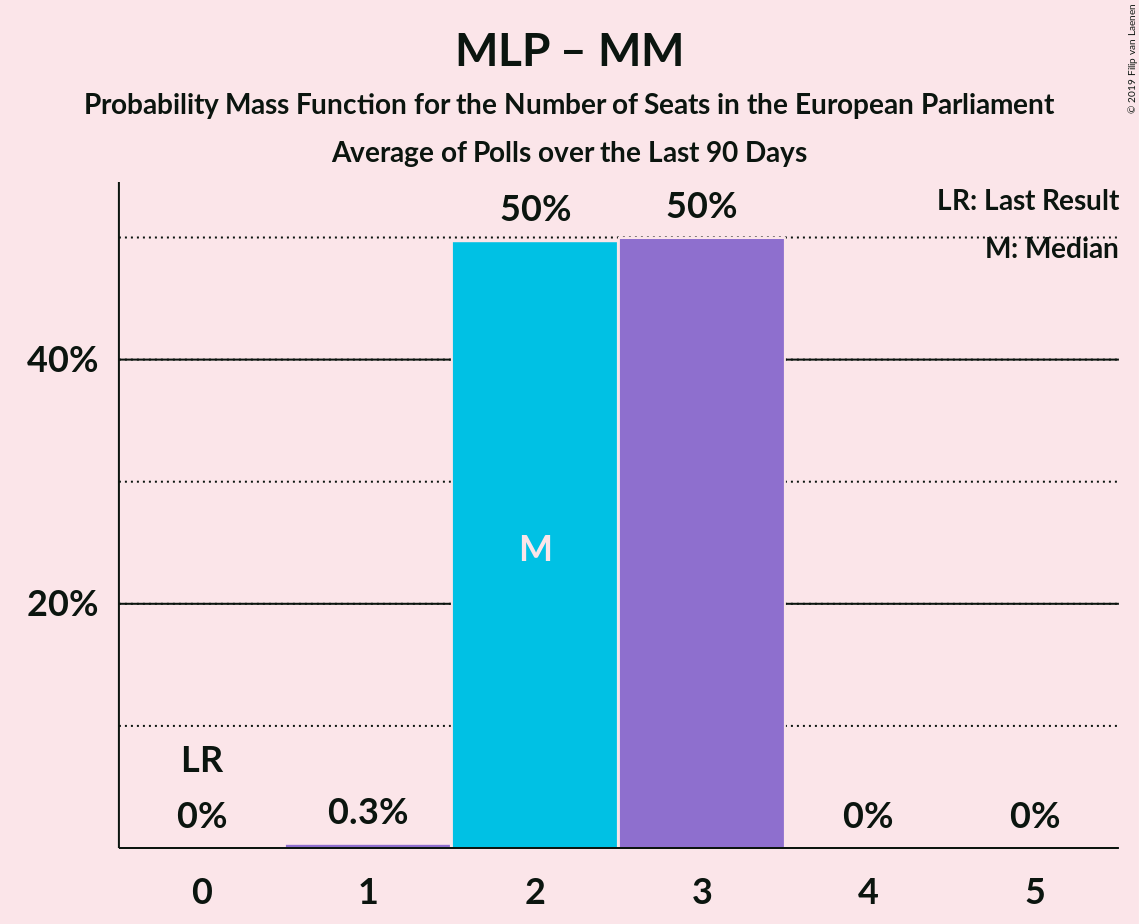 MLP – MM
Probability Mass Function for the Number of Seats in the European Parliament
Average of Polls over the Last 90 Days
© 2019 Filip van Laenen
LR: Last Result
M: Median
50%
50%
40%
20%
M
LR
0%
0.3%
0%
0%
0
1
2
3
4
5